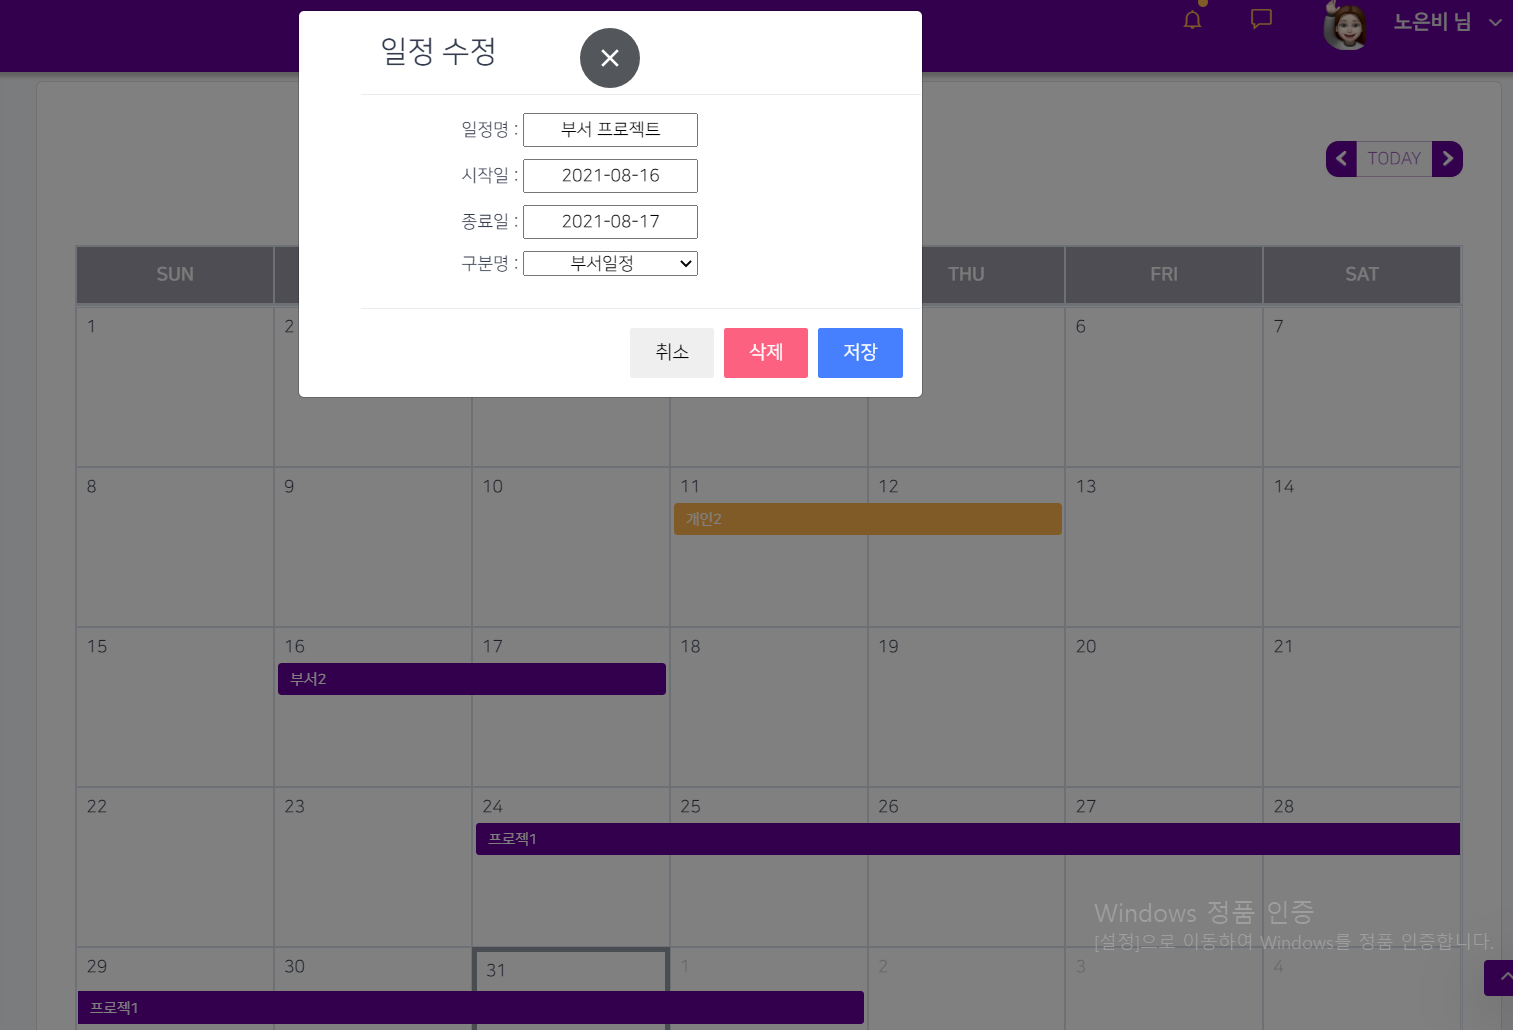 노은비 님
일정 수정
일정명 : 부서 프로젝트
시작일 : 2021-08-16
종료일 : 2021-08-17
구분명 : 부서일정
취소 삭제 저장
TODAY
SUN THU FRI SAT
1 2 6 7
8 9 10 11 12 13 14
개인2
15 16 17 18 19 20 21
부서2
22 23 24 25 26 27 28
프로젝1
Windows 정품 인증
[설정]으로 이동하여 Windows를 정품 인증합니다.
29 30 31 1 2 3 4
프로젝1